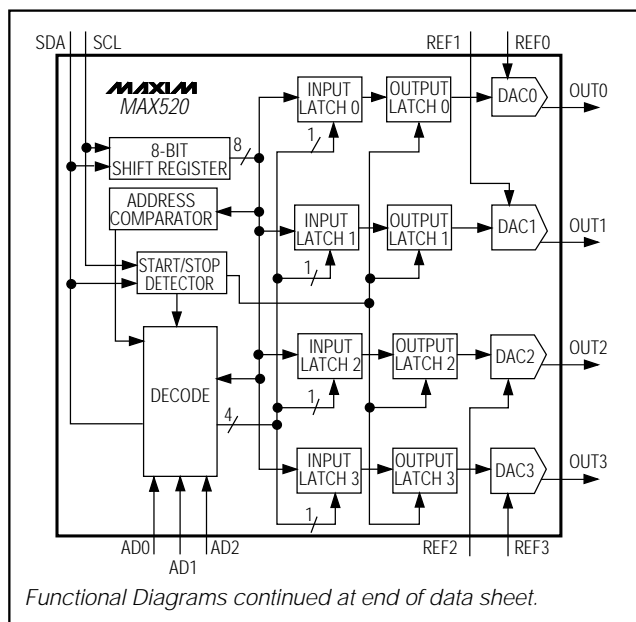 SDA SCL REF1 REF0
MAXIM
MAX520
INPUT
LATCH 0
OUTPUT
LATCH 0
DAC0
OUT0
1
8-BIT
SHIFT REGISTER
8
ADDRESS
COMPARATOR
INPUT
LATCH 1
OUTPUT
LATCH 1
DAC1
OUT1
1
START/STOP
DETECTOR
INPUT
LATCH 2
OUTPUT
LATCH 2
DAC2
OUT2
1
DECODE
4
INPUT
LATCH 3
OUTPUT
LATCH 3
DAC3
OUT3
1
AD0
AD1
AD2
REF2
REF3
Functional Diagrams continued at end of data sheet.